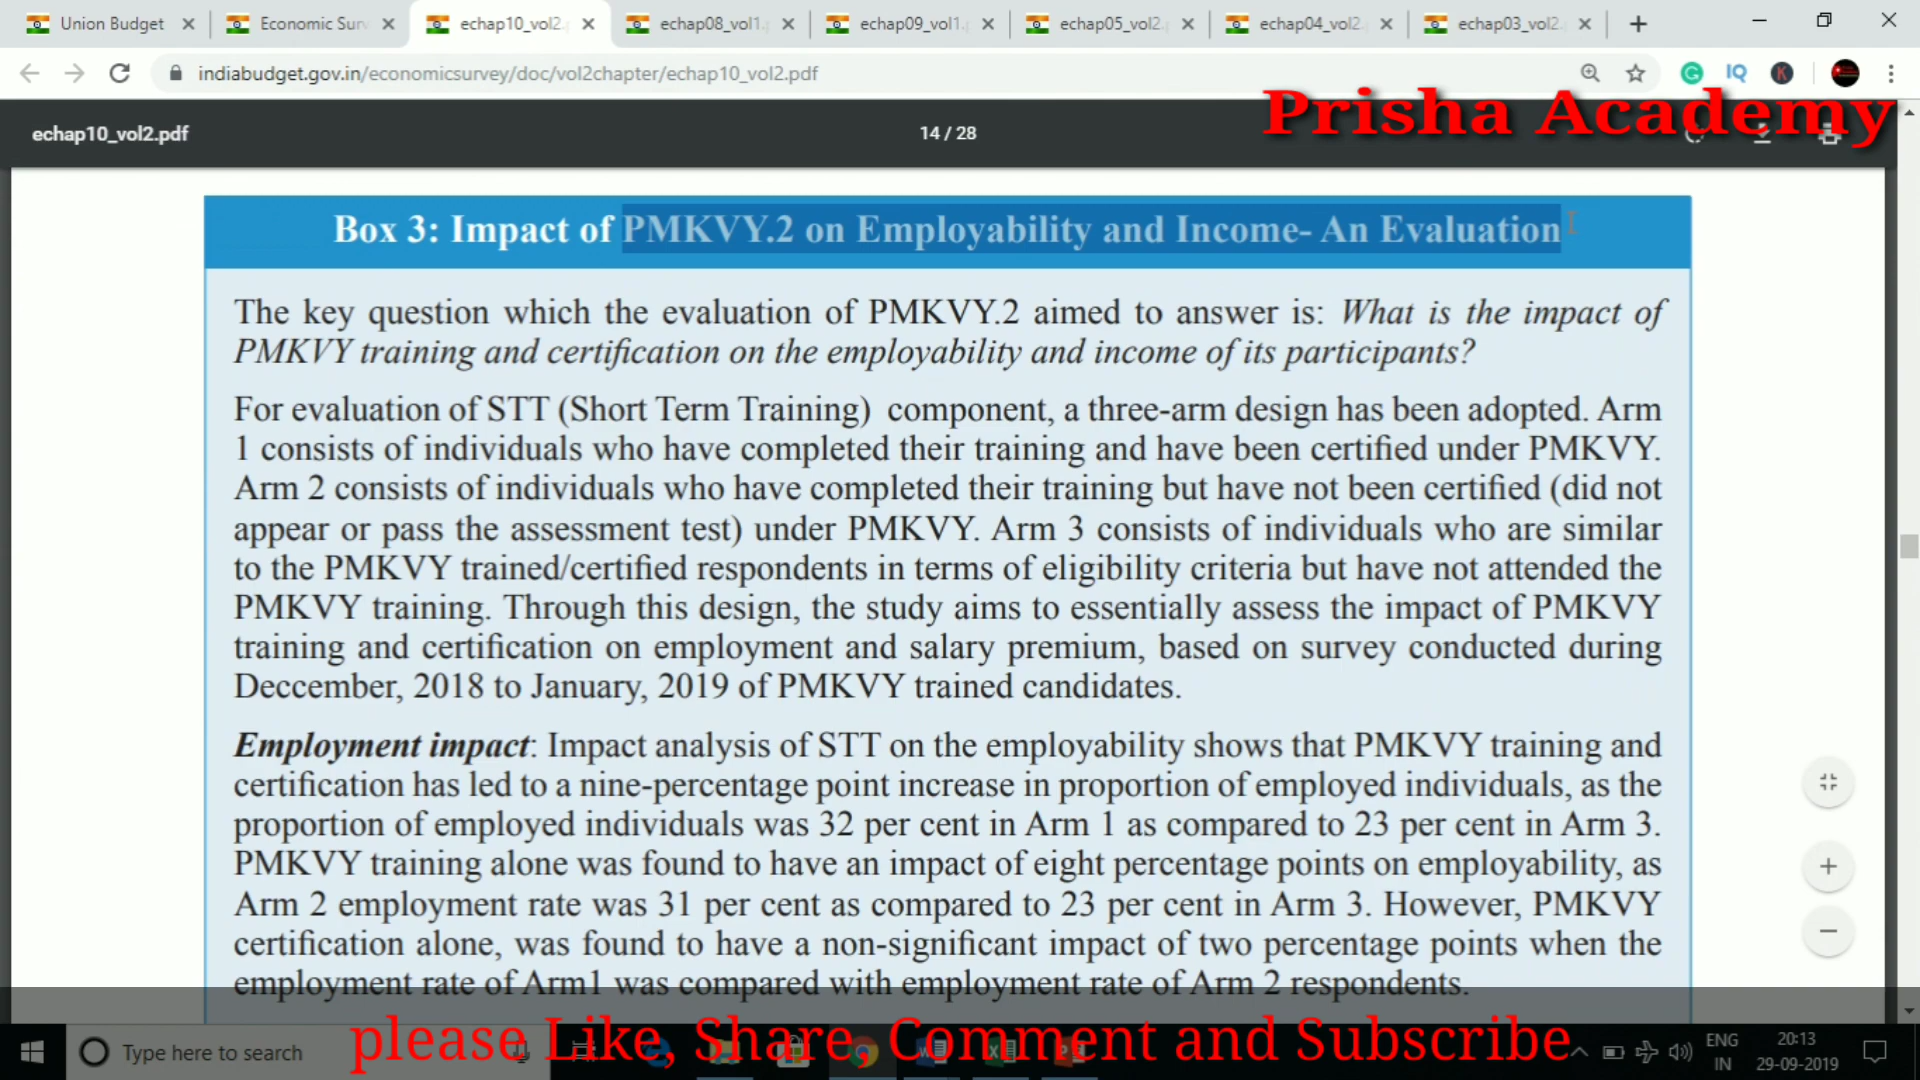 Union Budget
Economic Sur
echap10_vol2.
echap08_vol1.
echap09_vol1.
echap05_vol2.
echap04_vol2.
echap03_vol2.
indiabudget.gov.in/economicsurvey/doc/vol2chapter/echap10_vol2.pdf
Prisha Academy
echap10_vol2.pdf
14 / 28
Box 3: Impact of PMKVY.2 on Employability and Income- An Evaluation
The key question which the evaluation of PMKVY.2 aimed to answer is: What is the impact of
PMKVY training and certification on the employability and income of its participants?
For evaluation of STT (Short Term Training) component, a three-arm design has been adopted. Arm
1 consists of individuals who have completed their training and have been certified under PMKVY.
Arm 2 consists of individuals who have completed their training but have not been certified (did not
appear or pass the assessment test) under PMKVY. Arm 3 consists of individuals who are similar
to the PMKVY trained/certified respondents in terms of eligibility criteria but have not attended the
PMKVY training. Through this design, the study aims to essentially assess the impact of PMKVY
training and certification on employment and salary premium, based on survey conducted during
Deccember, 2018 to January, 2019 of PMKVY trained candidates.
Employment impact: Impact analysis of STT on the employability shows that PMKVY training and
certification has led to a nine-percentage point increase in proportion of employed individuals, as the
proportion of employed individuals was 32 per cent in Arm 1 as compared to 23 per cent in Arm 3.
PMKVY training alone was found to have an impact of eight percentage points on employability, as
Arm 2 employment rate was 31 per cent as compared to 23 per cent in Arm 3. However, PMKVY
certification alone, was found to have a non-significant impact of two percentage points when the
employment rate of Arm1 was compared with employment rate of Arm 2 respondents.
please Like, Share, Comment and Subscribe
Type here to search
ENG
IN
20:13
29-09-2019